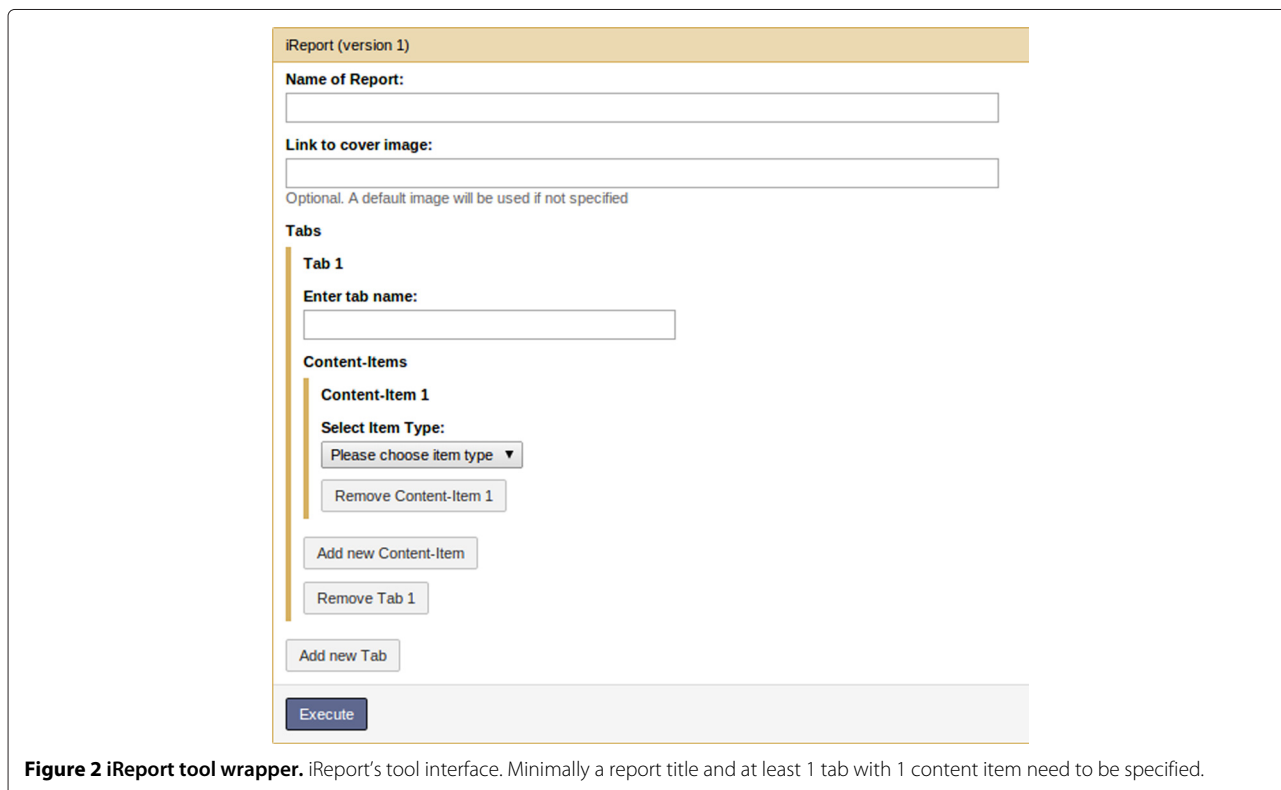 iReport (version 1)
Name of Report:
Link to cover image:
Optional. A default image will be used if not specified
Tabs
Tab 1
Enter tab name:
Content-Items
Content-Item 1
Select Item Type:
Please choose item type ▼
Remove Content-Item 1
Add new Content-Item
Remove Tab 1
Add new Tab
Execute
Figure 2 iReport tool wrapper. iReport’s tool interface. Minimally a report title and at least 1 tab with 1 content item need to be specified.